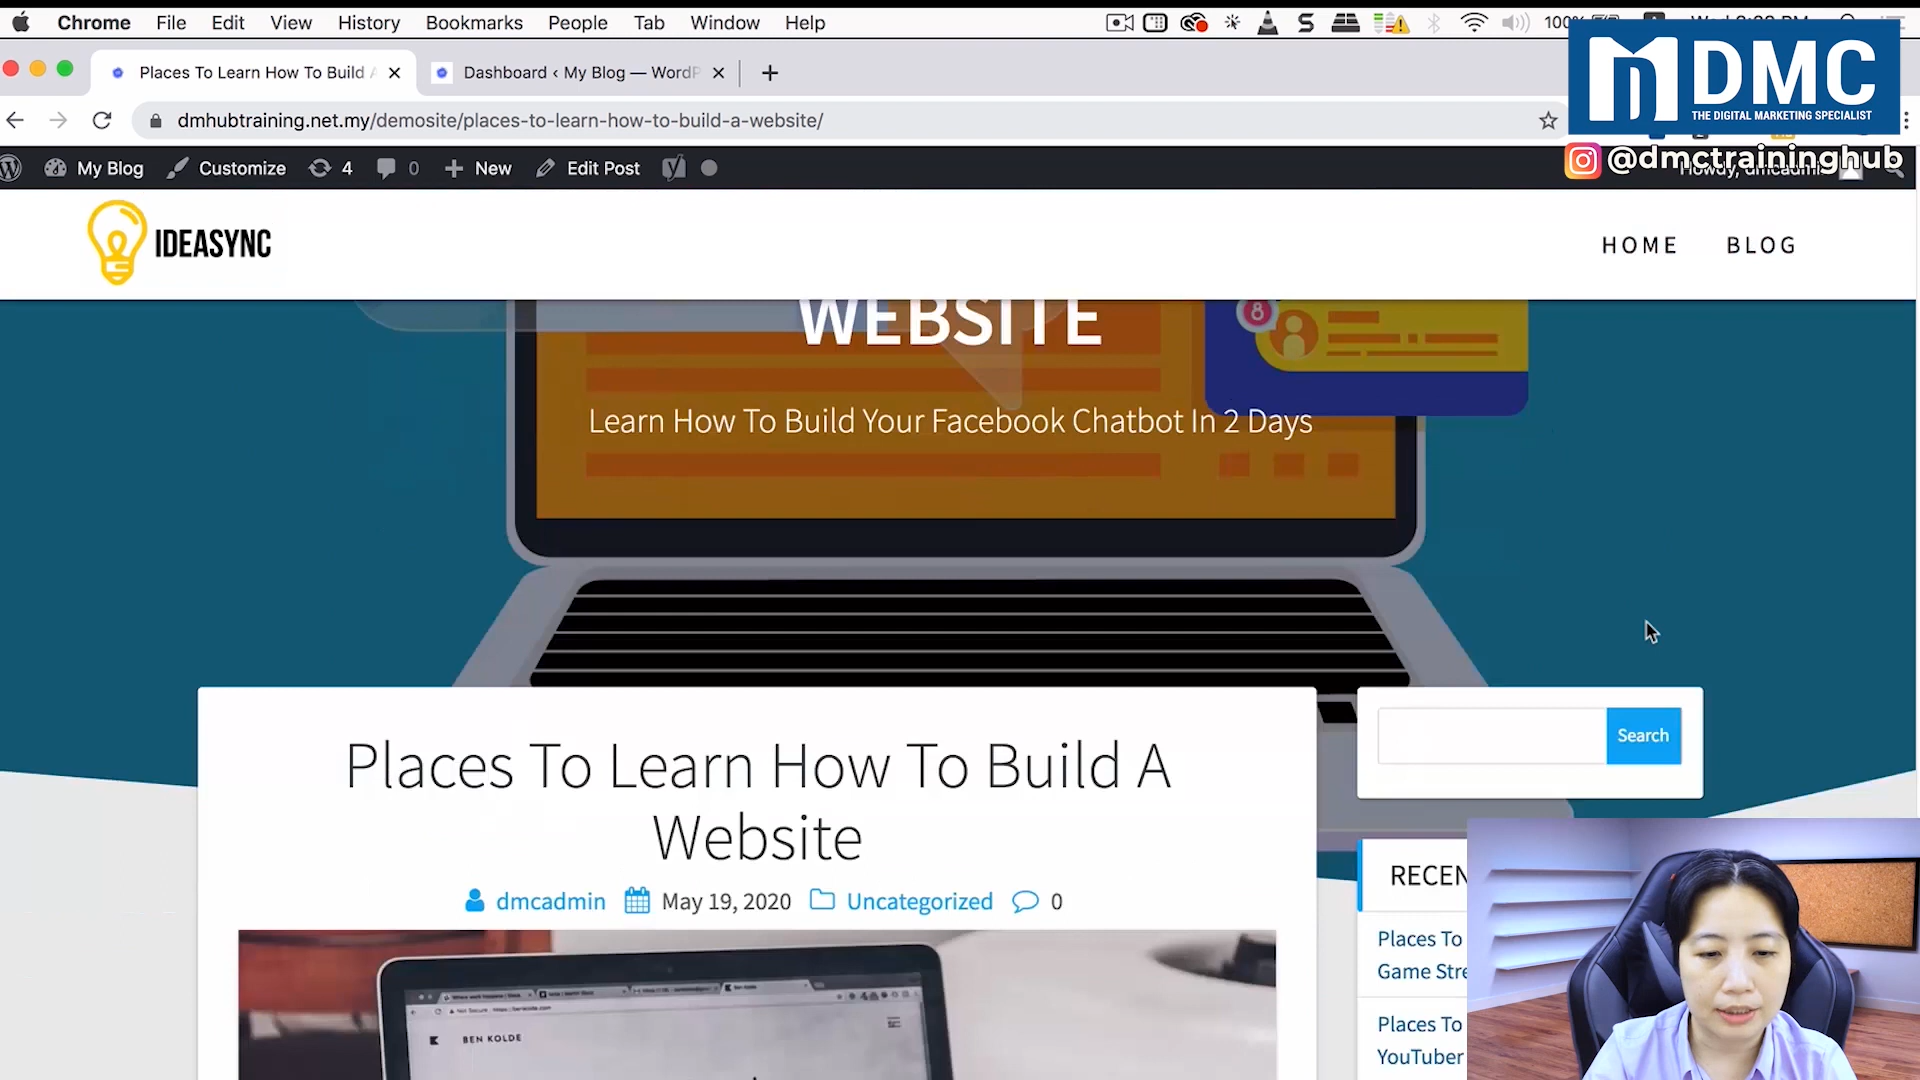 Chrome File Edit View History Bookmarks People Tab Window Help
100%
Places To Learn How To Build A
Dashboard ‹ My Blog — WordP
DMC
THE DIGITAL MARKETING SPECIALIST
dmhubtraining.net.my/demosite/places-to-learn-how-to-build-a-website/
@dmctraininghub
My Blog Customize 4 0 New Edit Post
Howdy, dmcadmin
IDEASYNC
HOME BLOG
WEBSITE
8
Learn How To Build Your Facebook Chatbot In 2 Days
Search
Places To Learn How To Build A
Website
dmcadmin May 19, 2020 Uncategorized 0
RECEN
Places To
Game Stre
Places To
YouTuber
BEN KOLDE